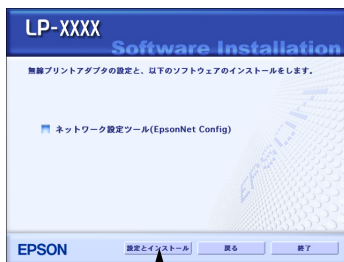 LP-XXXX
Software Installation
無線プリントアダプタの設定と、以下のソフトウェアのインストールをします。
ネットワーク設定ツール(EpsonNet Config)
EPSON
EPSON
設定とインストール
戻る
終了